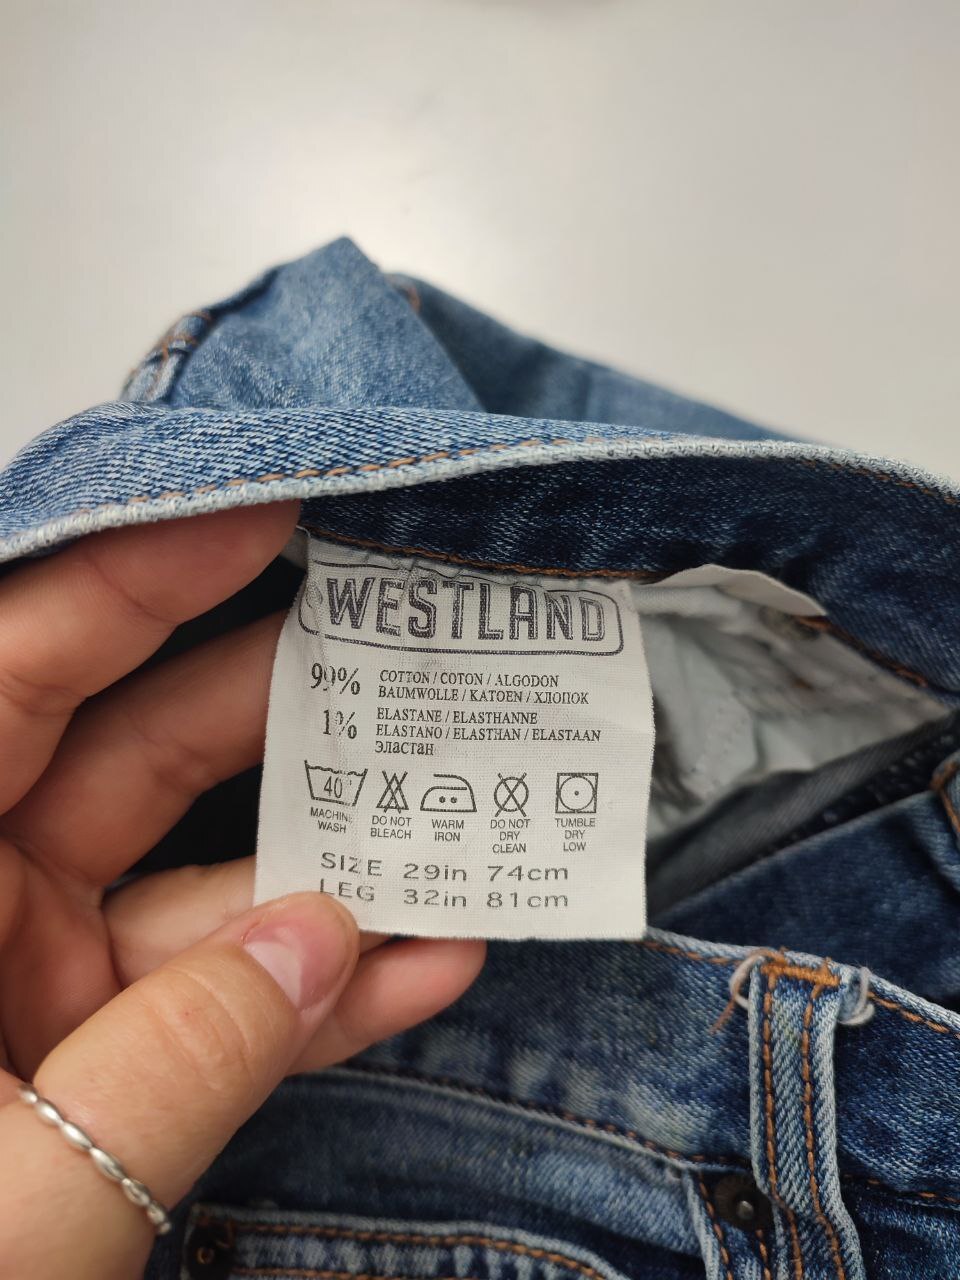 WESTLAND
99% COTTON / COTON / ALGODON
BAUMWOLLE / KATOEN / ХЛОПОК
1% ELASTANE / ELASTHANNE
ELASTANO / ELASTHAN / ELASTAAN
Эластан
40°
MACHINE WASH
DO NOT BLEACH
WARM IRON
DO NOT DRY CLEAN
TUMBLE DRY LOW
SIZE 29in 74cm
LEG 32in 81cm